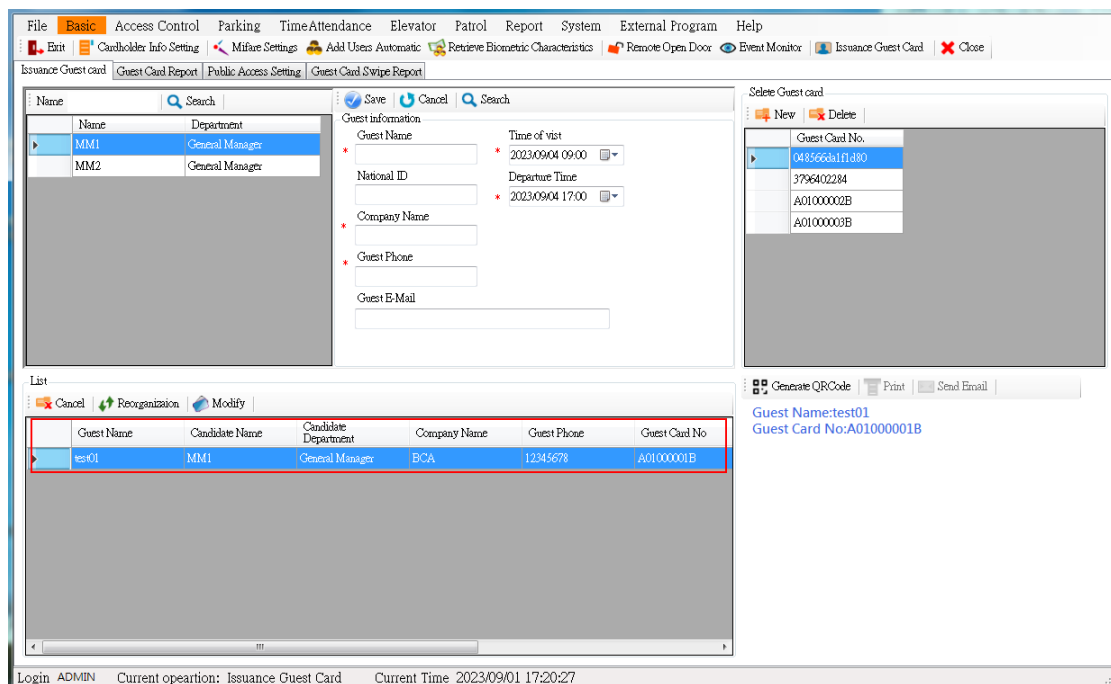 File Basic Access Control Parking TimeAttendance Elevator Patrol Report System External Program Help
Exit Cardholder Info Setting Mifare Settings Add Users Automatic Retrieve Biometric Characteristics Remote Open Door Event Monitor Issuance Guest Card Close
Issuance Guest card Guest Card Report Public Access Setting Guest Card Swipe Report
Name Search
Name Department
MM1 General Manager
MM2 General Manager
Save Cancel Search
Guest information
Guest Name Time of vist
* * 2023/09/04 09:00
National ID Departure Time
* 2023/09/04 17:00
Company Name
*
Guest Phone
*
Guest E-Mail
Selete Guest card
New Delete
Guest Card No.
048566da1f1d80
3796402284
A01000002B
A01000003B
List
Cancel Reorganizaion Modify
Guest Name Candidate Name Candidate Department Company Name Guest Phone Guest Card No
test01 MM1 General Manager BCA 12345678 A01000001B
Generate QRCode Print Send Email
Guest Name:test01
Guest Card No:A01000001B
Login ADMIN Current opeartion: Issuance Guest Card Current Time 2023/09/01 17:20:27